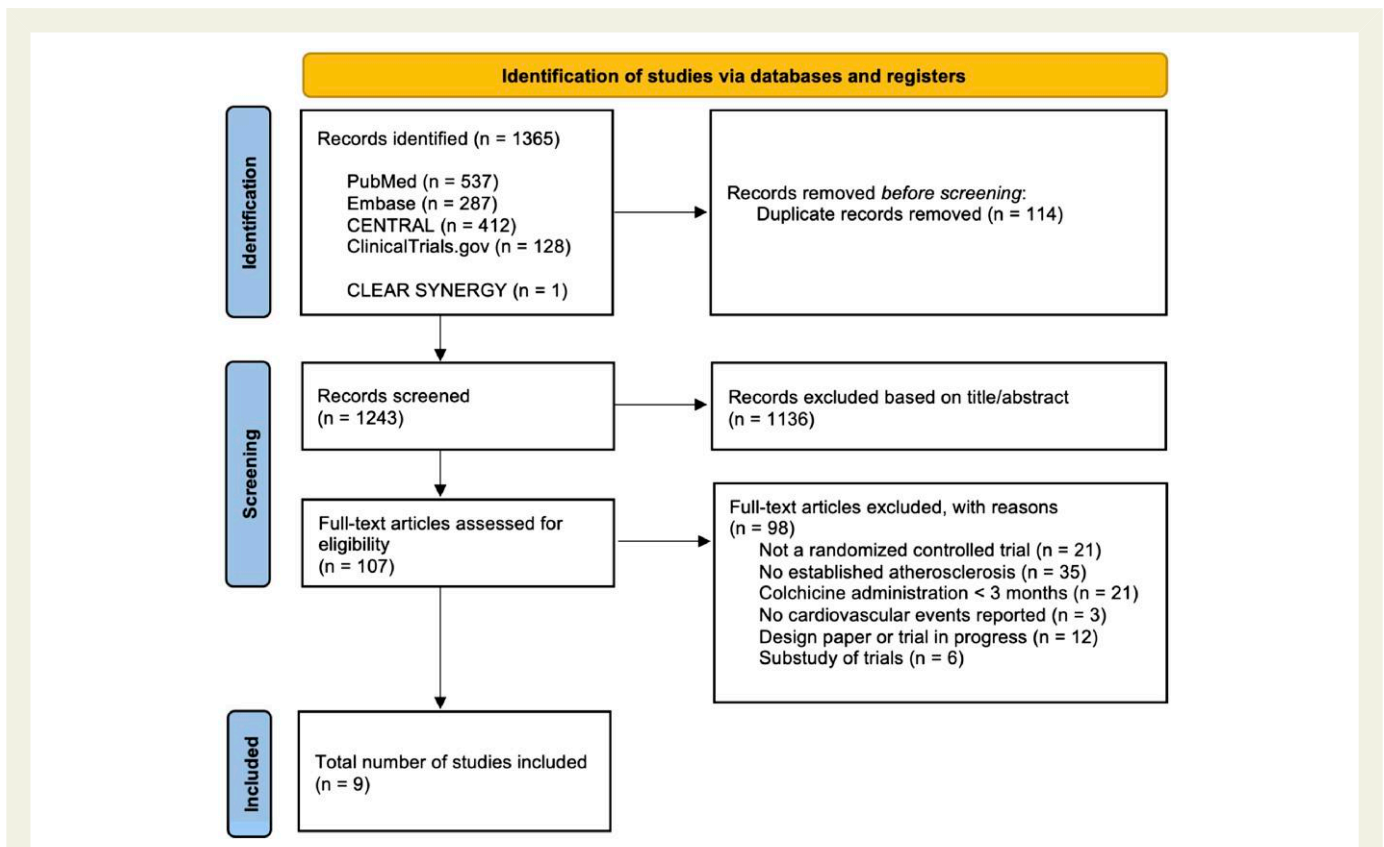 Identification of studies via databases and registers
Identification
Records identified (n = 1365)
PubMed (n = 537)
Embase (n = 287)
CENTRAL (n = 412)
ClinicalTrials.gov (n = 128)
CLEAR SYNERGY (n = 1)
Records removed before screening:
Duplicate records removed (n = 114)
Screening
Records screened
(n = 1243)
Records excluded based on title/abstract
(n = 1136)
Full-text articles assessed for
eligibility
(n = 107)
Full-text articles excluded, with reasons
(n = 98)
Not a randomized controlled trial (n = 21)
No established atherosclerosis (n = 35)
Colchicine administration < 3 months (n = 21)
No cardiovascular events reported (n = 3)
Design paper or trial in progress (n = 12)
Substudy of trials (n = 6)
Included
Total number of studies included
(n = 9)